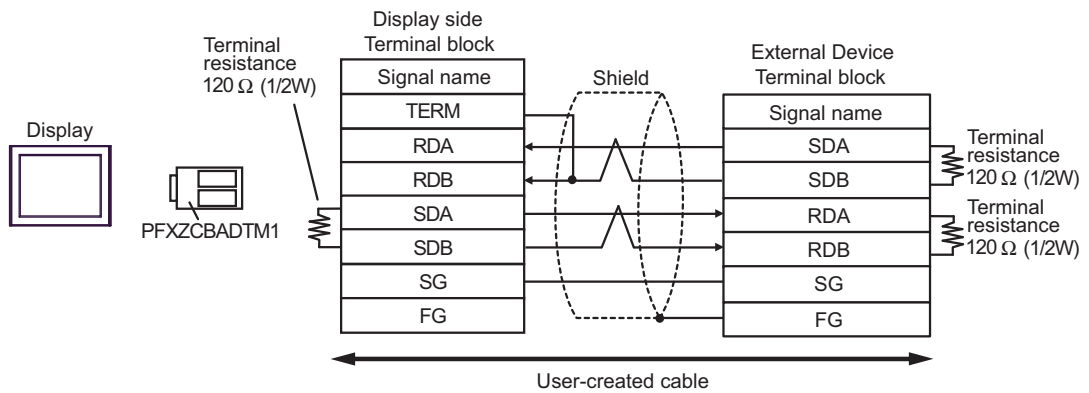 Display side
Terminal block
Terminal
resistance
120 Ω (1/2W)
External Device
Terminal block
Shield
Signal name
TERM
RDA
RDB
SDA
SDB
SG
FG
Signal name
SDA
SDB
RDA
RDB
SG
FG
Terminal
resistance
120 Ω (1/2W)
Terminal
resistance
120 Ω (1/2W)
Display
PFXZCBADTM1
User-created cable